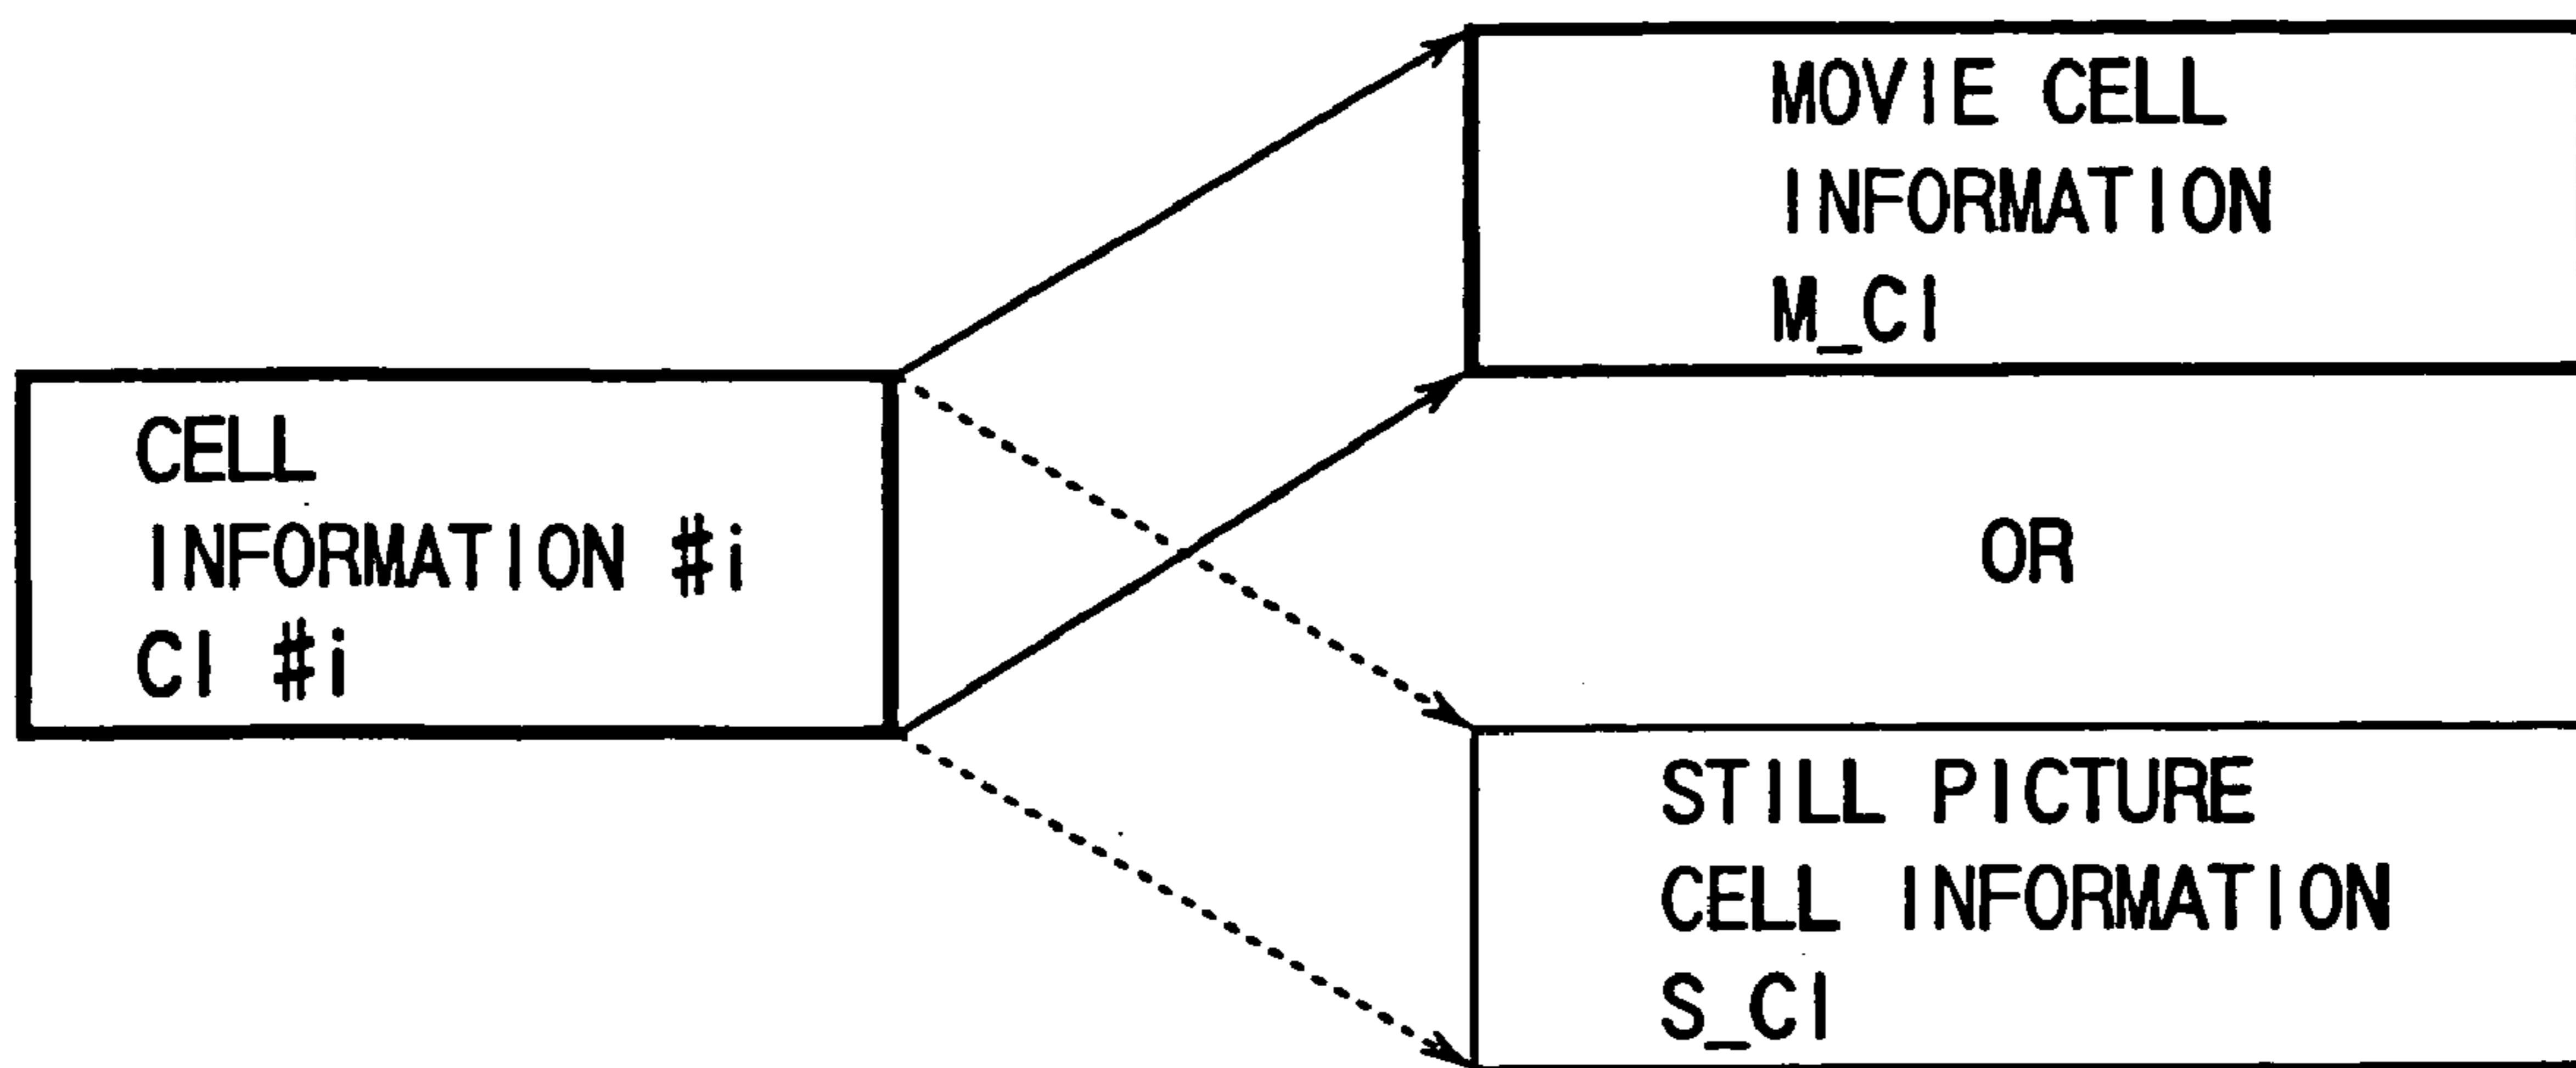 CELL
INFORMATION #i
CI #i
MOVIE CELL
INFORMATION
M_CI
OR
STILL PICTURE
CELL INFORMATION
S_CI